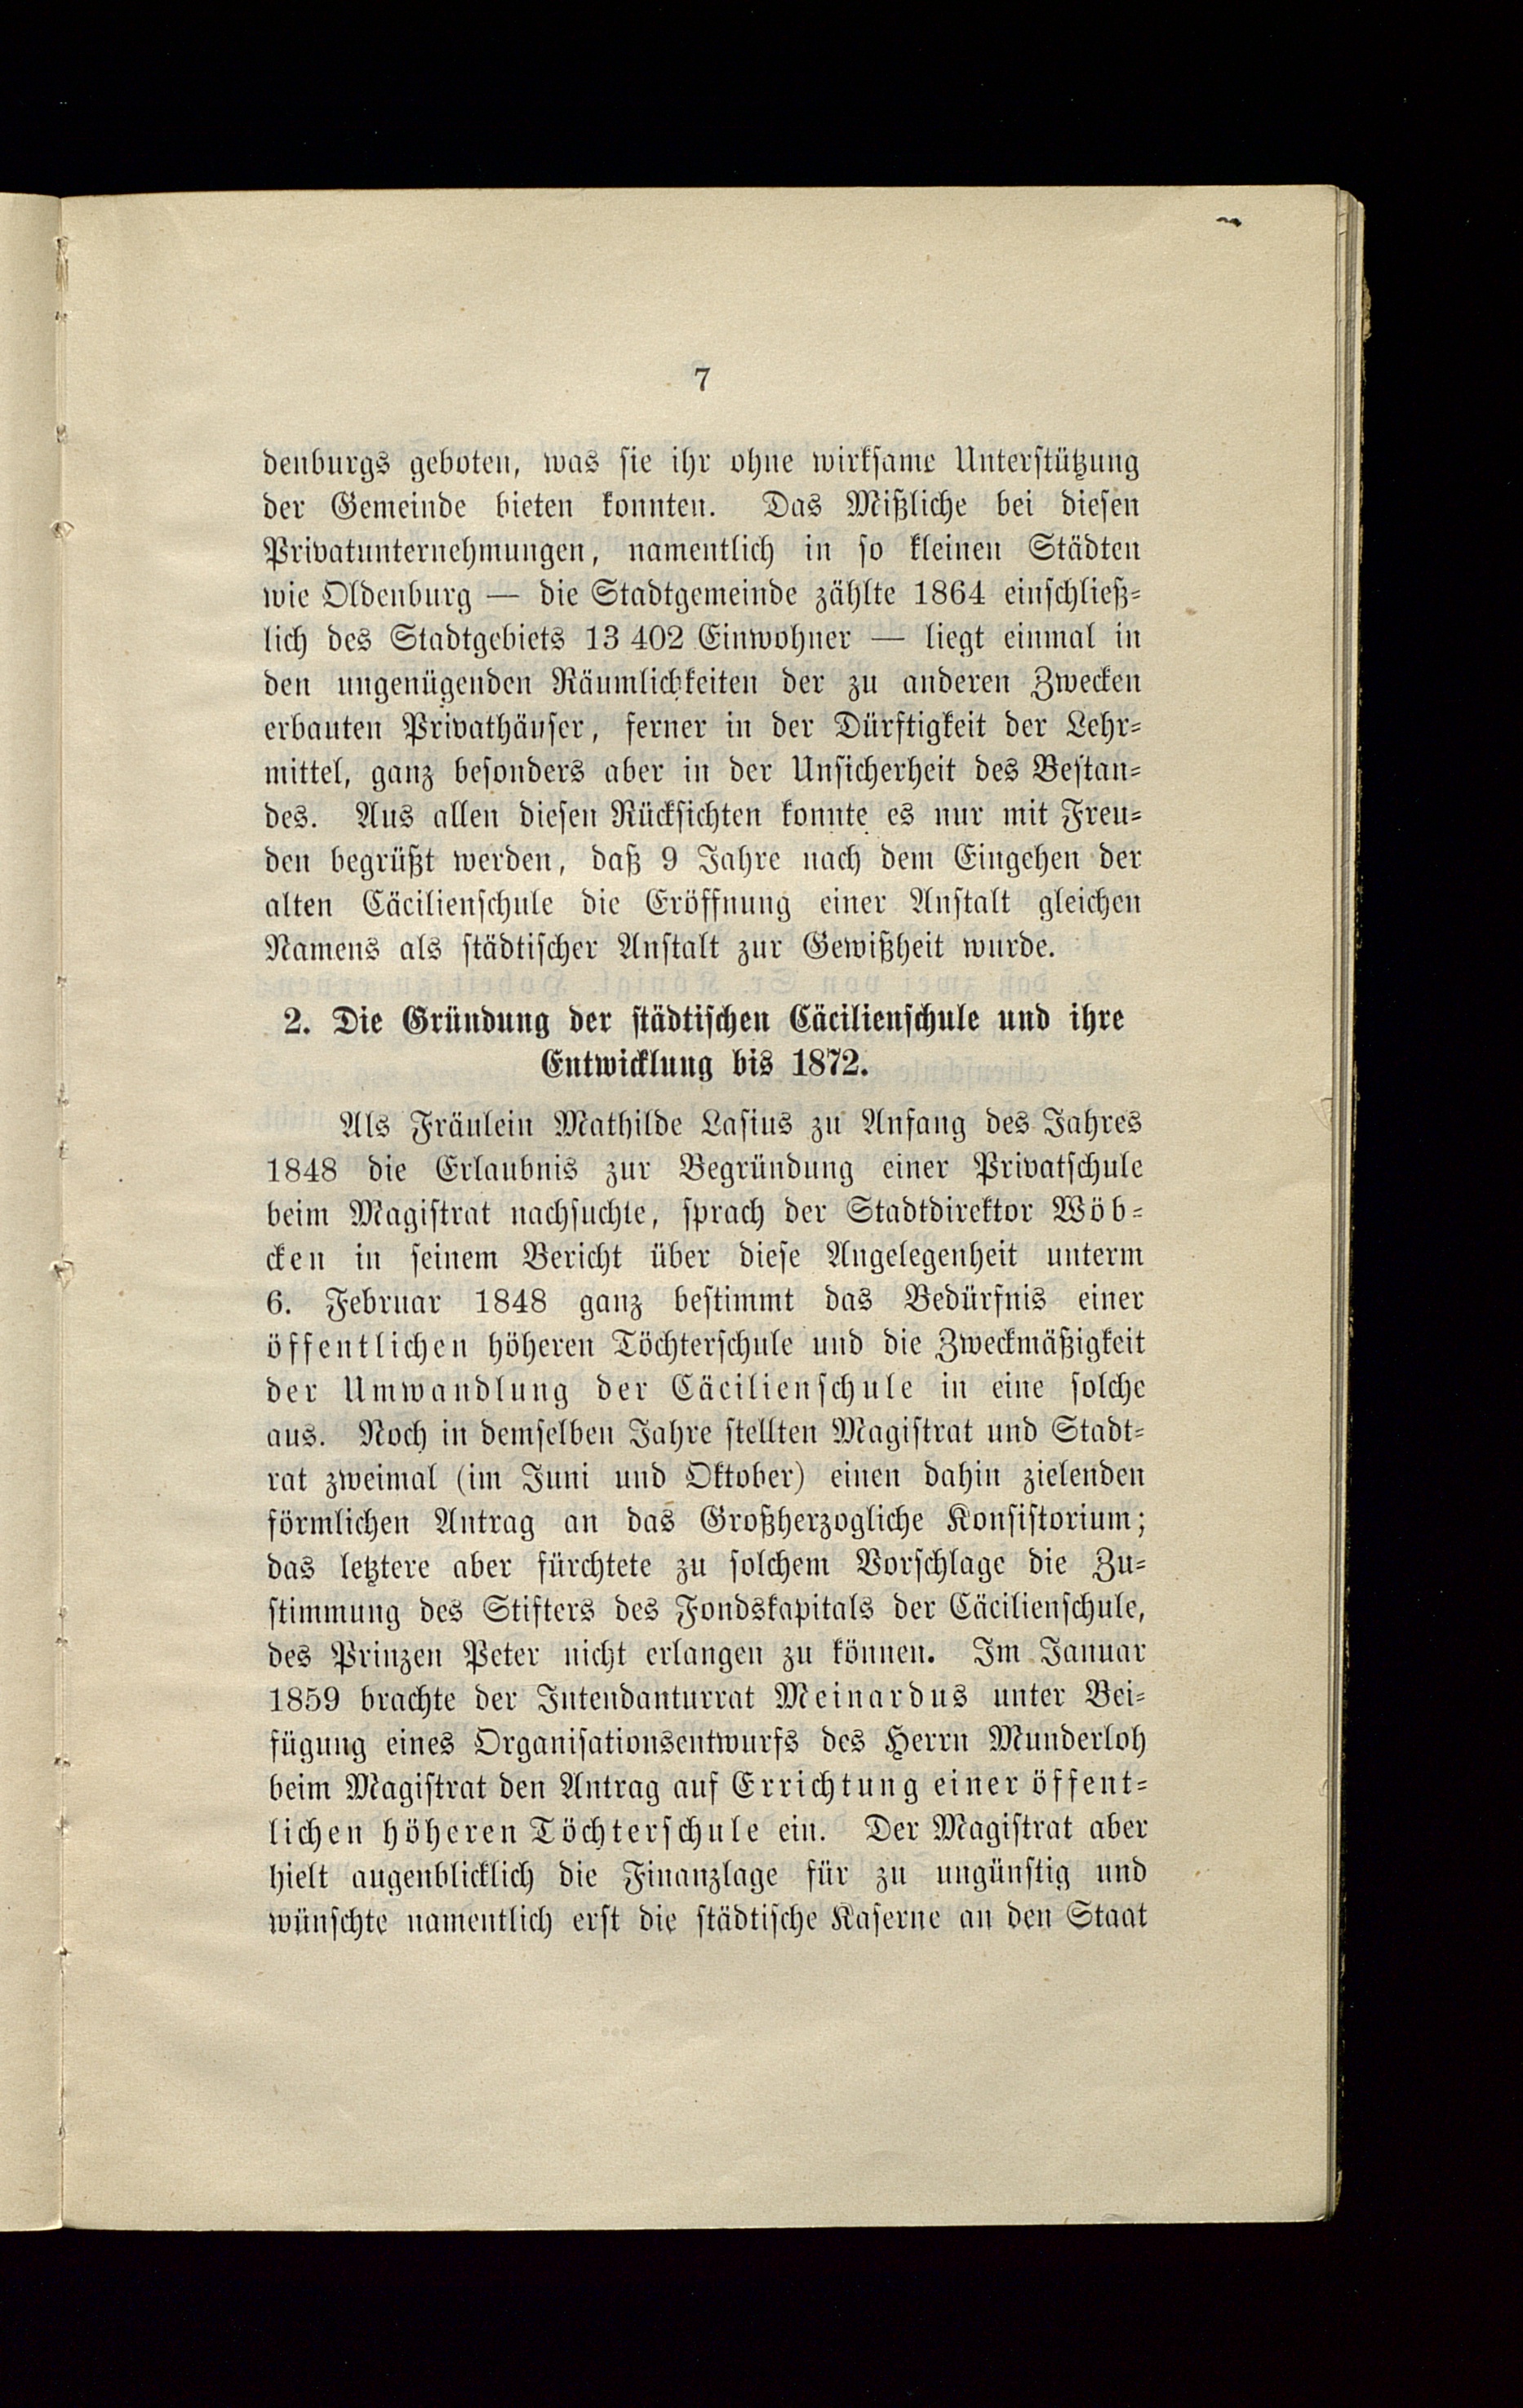 7
denburgs geboten, was sie ihr ohne wirksame Unterstützung
der Gemeinde bieten konnten. Das Mißliche bei diesen
Privatunternehmungen, namentlich in so kleinen Städten
wie Oldenburg — die Stadtgemeinde zählte 1864 einschließ-
lich des Stadtgebiets 13 402 Einwohner — liegt einmal in
den ungenügenden Räumlichkeiten der zu anderen Zwecken
erbauten Privathäuser, ferner in der Dürftigkeit der Lehr-
mittel, ganz besonders aber in der Unsicherheit des Bestan-
des. Aus allen diesen Rücksichten konnte es nur mit Freu-
den begrüßt werden, daß 9 Jahre nach dem Eingehen der
alten Cäcilienschule die Eröffnung einer Anstalt gleichen
Namens als städtischer Anstalt zur Gewißheit wurde.
2. Die Gründung der städtischen Cäcilienschule und ihre
Entwicklung bis 1872.
Als Fräulein Mathilde Lasius zu Anfang des Jahres
1848 die Erlaubnis zur Begründung einer Privatschule
beim Magistrat nachsuchte, sprach der Stadtdirektor Wöb-
cken in seinem Bericht über diese Angelegenheit unterm
6. Februar 1848 ganz bestimmt das Bedürfnis einer
öffentlichen höheren Töchterschule und die Zweckmäßigkeit
der Umwandlung der Cäcilienschule in eine solche
aus. Noch in demselben Jahre stellten Magistrat und Stadt-
rat zweimal (im Juni und Oktober) einen dahin zielenden
förmlichen Antrag an das Großherzogliche Konsistorium;
das letztere aber fürchtete zu solchem Vorschlage die Zu-
stimmung des Stifters des Fondskapitals der Cäcilienschule,
des Prinzen Peter nicht erlangen zu können. Im Januar
1859 brachte der Intendanturrat Meinardus unter Bei-
fügung eines Organisationsentwurfs des Herrn Munderloh
beim Magistrat den Antrag auf Errichtung einer öffent-
lichen höheren Töchterschule ein. Der Magistrat aber
hielt augenblicklich die Finanzlage für zu ungünstig und
wünschte namentlich erst die städtische Kaserne an den Staat